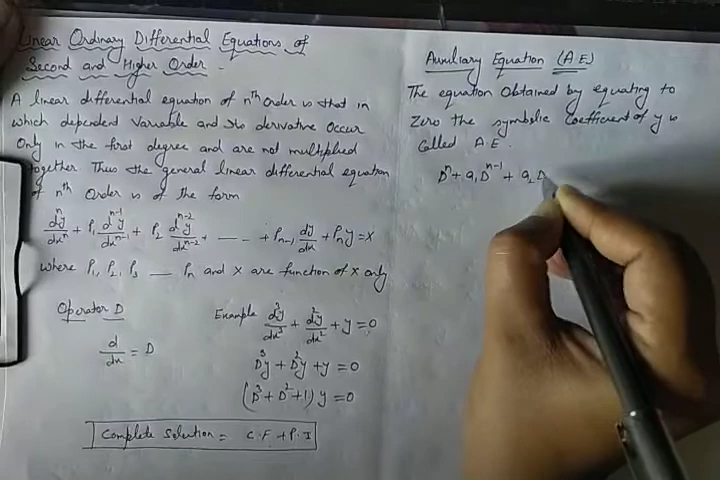 Linear Ordinary Differential Equations of
Second and Higher Order.
A linear differential equation of nth Order is that in
which dependent Variable and its derivative Occur
Only in the first degree and are not multiplied
together Thus the general linear differential equation
of nth Order is of the form
dⁿy/dxⁿ + P₁ dⁿ⁻¹y/dxⁿ⁻¹ + P₂ dⁿ⁻²y/dxⁿ⁻² + — - - + Pₙ₋₁ dy/dx + Pₙy = X
where P₁, P₂, P₃ — Pₙ and X are function of x only
Operator D
d/dx = D
Example d³y/dx³ + d²y/dx² + y = 0
D³y + D²y + y = 0
(D³ + D² + 1) y = 0
Complete Solution = C.F + P.I
Auxiliary Equation (A.E)
The equation Obtained by equating to
Zero the symbolic Coefficient of y is
Called A.E.
Dⁿ + a₁Dⁿ⁻¹ + a₂D